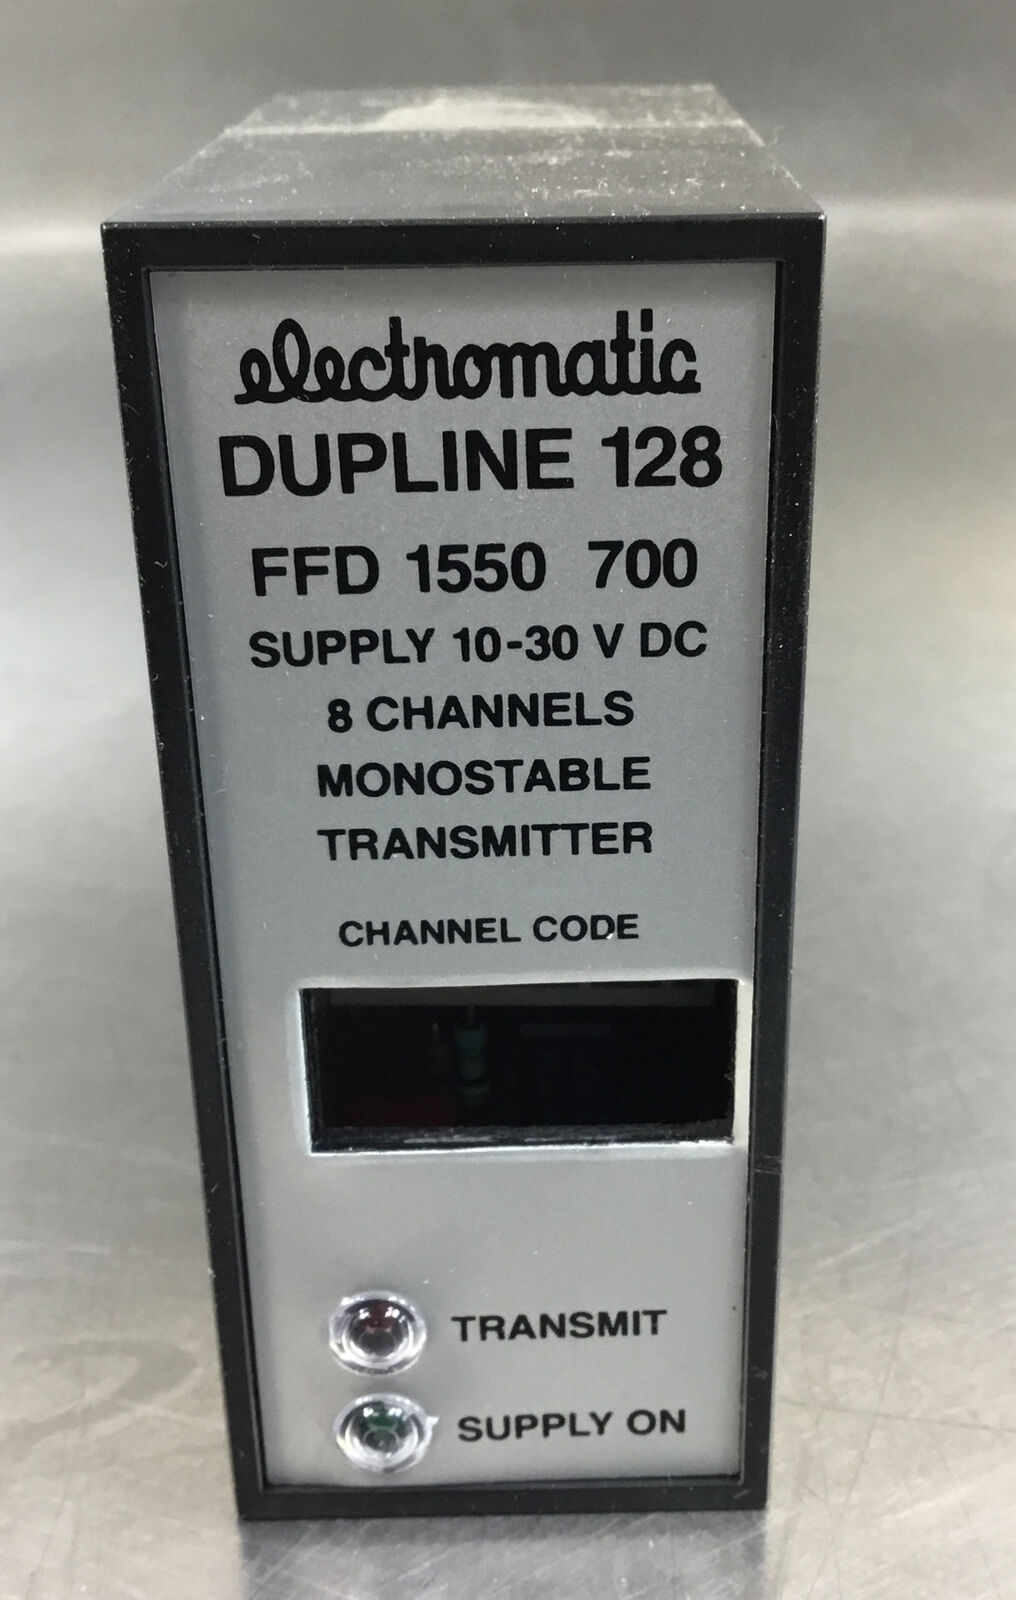 electromatic
DUPLINE 128
FFD 1550 700
SUPPLY 10-30 V DC
8 CHANNELS
MONOSTABLE
TRANSMITTER
CHANNEL CODE
TRANSMIT
SUPPLY ON